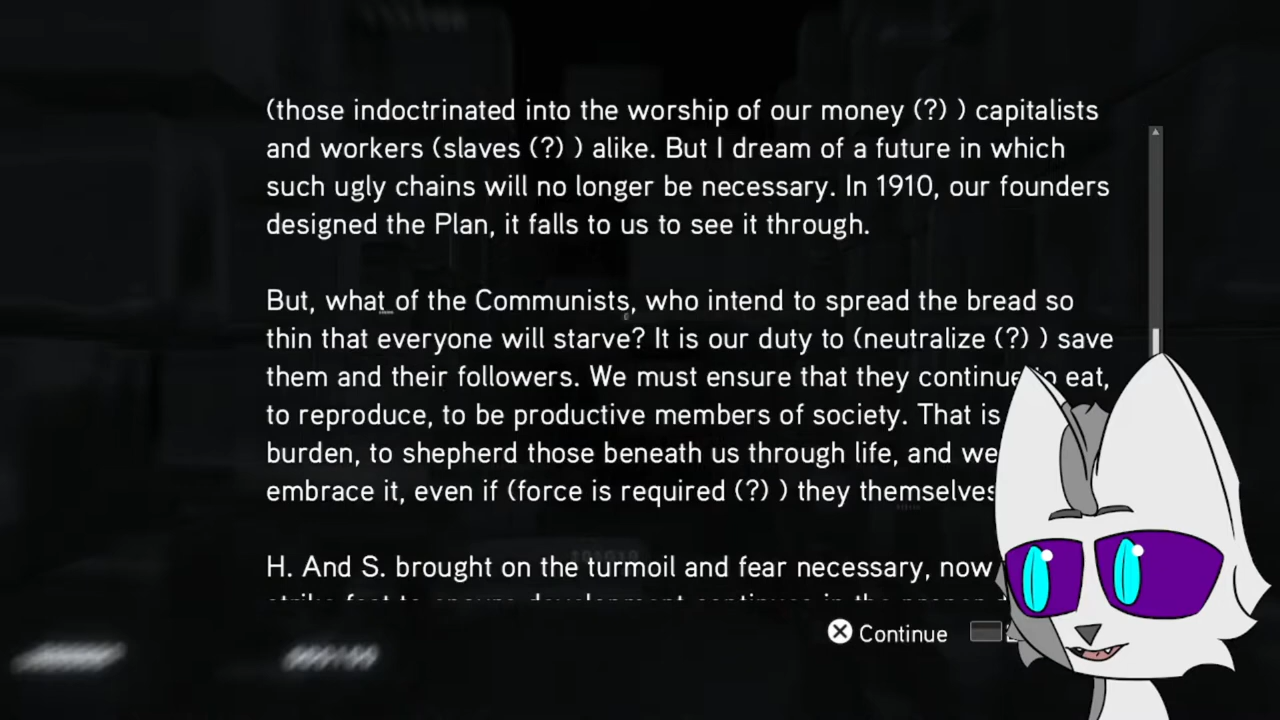 (those indoctrinated into the worship of our money (?) ) capitalists
and workers (slaves (?) ) alike. But I dream of a future in which
such ugly chains will no longer be necessary. In 1910, our founders
designed the Plan, it falls to us to see it through.
But, what of the Communists, who intend to spread the bread so
thin that everyone will starve? It is our duty to (neutralize (?) ) save
them and their followers. We must ensure that they continue to eat,
to reproduce, to be productive members of society. That is
burden, to shepherd those beneath us through life, and we
embrace it, even if (force is required (?) ) they themselves
H. And S. brought on the turmoil and fear necessary, now
Continue